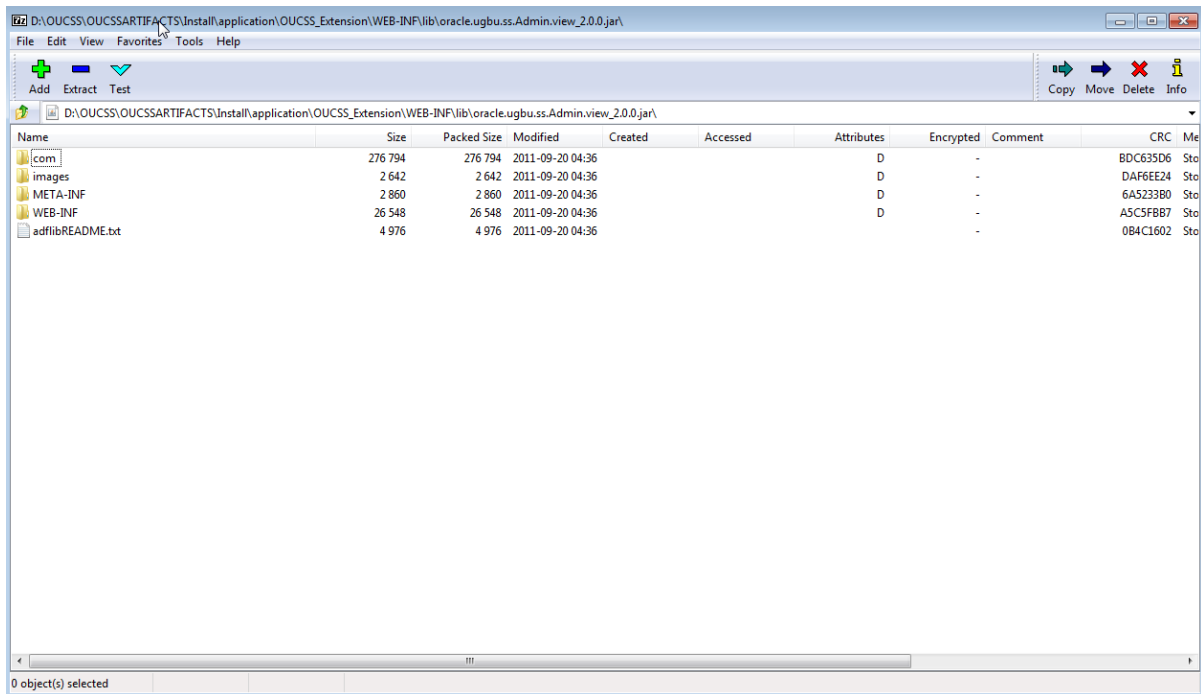 7z D:\OUCSS\OUCSSARTIFACTS\Install\application\OUCSS_Extension\WEB-INF\lib\oracle.ugbu.ss.Admin.view_2.0.0.jar\
File Edit View Favorites Tools Help
Add Extract Test Copy Move Delete Info
D:\OUCSS\OUCSSARTIFACTS\Install\application\OUCSS_Extension\WEB-INF\lib\oracle.ugbu.ss.Admin.view_2.0.0.jar\
Name Size Packed Size Modified Created Accessed Attributes Encrypted Comment CRC Me
com 276 794 276 794 2011-09-20 04:36 D - BDC635D6 Sto
images 2 642 2 642 2011-09-20 04:36 D - DAF6EE24 Sto
META-INF 2 860 2 860 2011-09-20 04:36 D - 6A5233B0 Sto
WEB-INF 26 548 26 548 2011-09-20 04:36 D - A5C5FBB7 Sto
adflibREADME.txt 4 976 4 976 2011-09-20 04:36 - 0B4C1602 Sto
0 object(s) selected